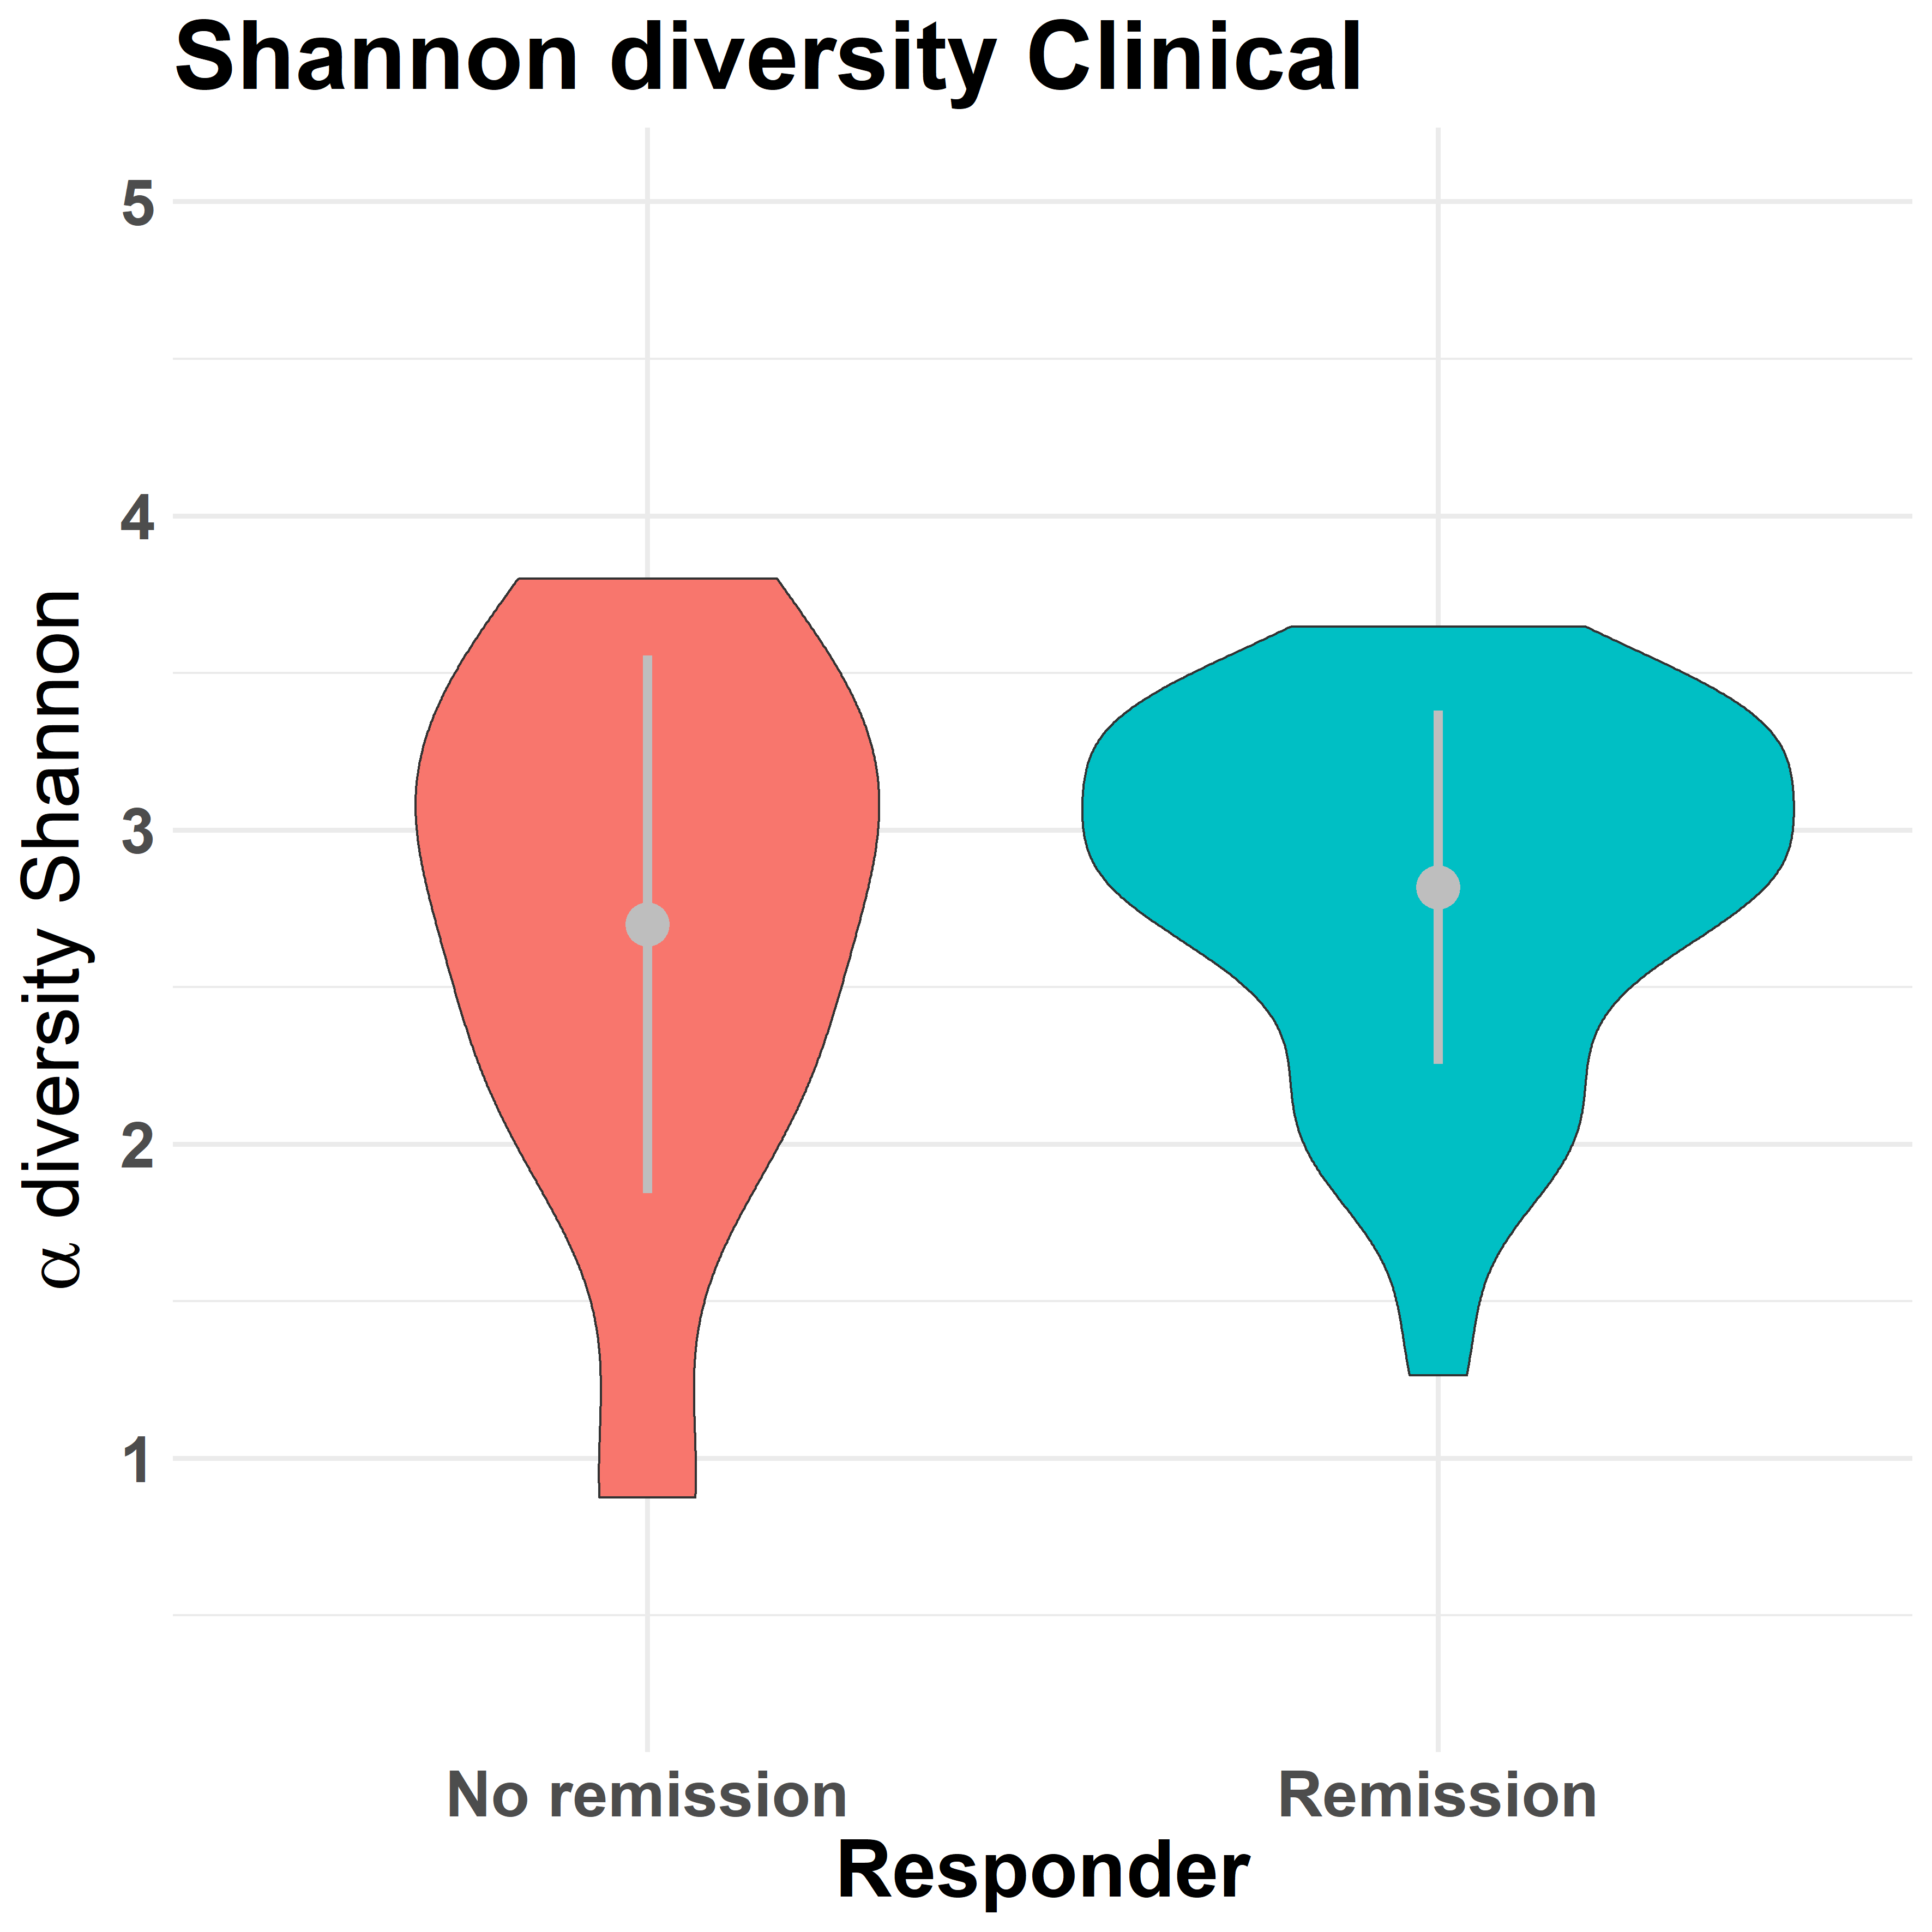 Shannon diversity Clinical
α diversity Shannon
5
4
3
2
1
No remission
Remission
Responder